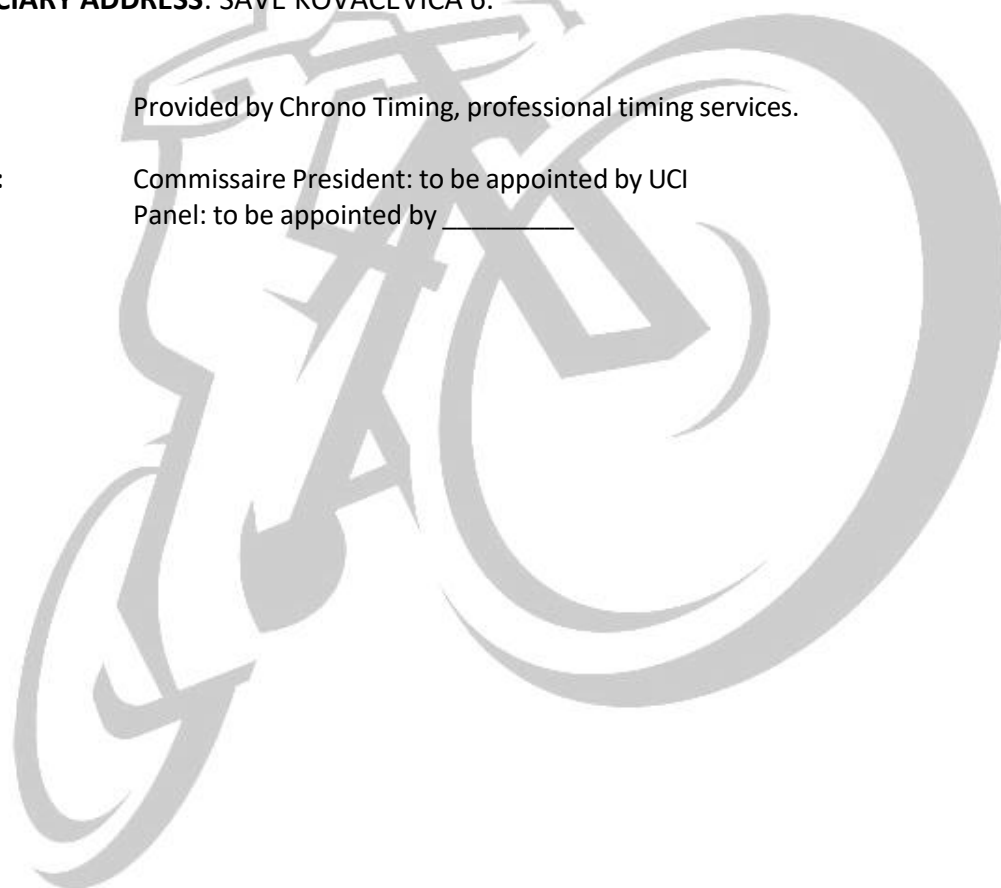 CIARY ADDRESS: SAVE KOVACEVICA 6.
Provided by Chrono Timing, professional timing services.
: Commissaire President: to be appointed by UCI
Panel: to be appointed by _________